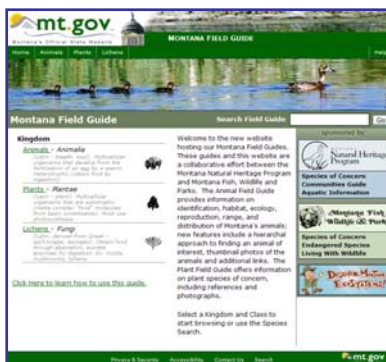 mt.gov
Montana's Official State Website
MONTANA FIELD GUIDE
Home Animals Plants Lichens Help
Montana Field Guide
Search Field Guide
Go
Kingdom
Animals - Animalia
Plants - Plantae
Lichens - Fungi
Click Here to learn how to use this guide.
Welcome to the new website
hosting our Montana Field Guides.
These guides and this website are
a collaborative effort between the
Montana Natural Heritage
Program and Montana Fish, Wildlife and
Parks. The Animal Field Guide
provides information on
identification, habitat, ecology,
reproduction, range, and
distribution of Montana's animals;
new features include a hierarchal
approach to finding an animal of
interest, thumbnail photos of the
animals and additional links. The
Plant Field Guide offers information
on plant species of concern,
including references and
photographs.
Select a Kingdom and Class to
start browsing or use the Species
Search.
sponsored by
Natural Heritage
Program
Species of Concern
Communities Guide
Aquatic Information
Montana Fish
Wildlife & Parks
Species of Concern
Endangered Species
Living With Wildlife
Privacy & Security Accessibility Contact Us Search
mt.gov